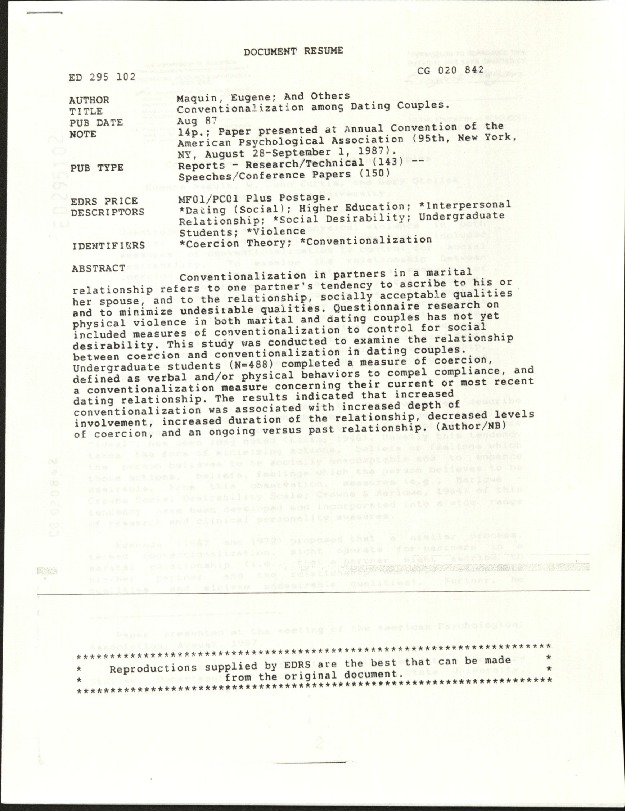 DOCUMENT RESUME
ED 295 102 CG 020 842
AUTHOR Maquin, Eugene; And Others
TITLE Conventionalization among Dating Couples.
PUB DATE Aug 87
NOTE 14p.; Paper presented at Annual Convention of the
American Psychological Association (95th, New York,
NY, August 28-September 1, 1987).
PUB TYPE Reports - Research/Technical (143) --
Speeches/Conference Papers (150)
EDRS PRICE MF01/PC01 Plus Postage.
DESCRIPTORS *Dating (Social); Higher Education; *Interpersonal
Relationship; *Social Desirability; Undergraduate
Students; *Violence
IDENTIFIERS *Coercion Theory; *Conventionalization
ABSTRACT
Conventionalization in partners in a marital
relationship refers to one partner's tendency to ascribe to his or
her spouse, and to the relationship, socially acceptable qualities
and to minimize undesirable qualities. Questionnaire research on
physical violence in both marital and dating couples has not yet
included measures of conventionalization to control for social
desirability. This study was conducted to examine the relationship
between coercion and conventionalization in dating couples.
Undergraduate students (N=488) completed a measure of coercion,
defined as verbal and/or physical behaviors to compel compliance, and
a conventionalization measure concerning their current or most recent
dating relationship. The results indicated that increased
conventionalization was associated with increased depth of
involvement, increased duration of the relationship, decreased levels
of coercion, and an ongoing versus past relationship. (Author/NB)
***********************************************************************
* Reproductions supplied by EDRS are the best that can be made *
* from the original document. *
***********************************************************************